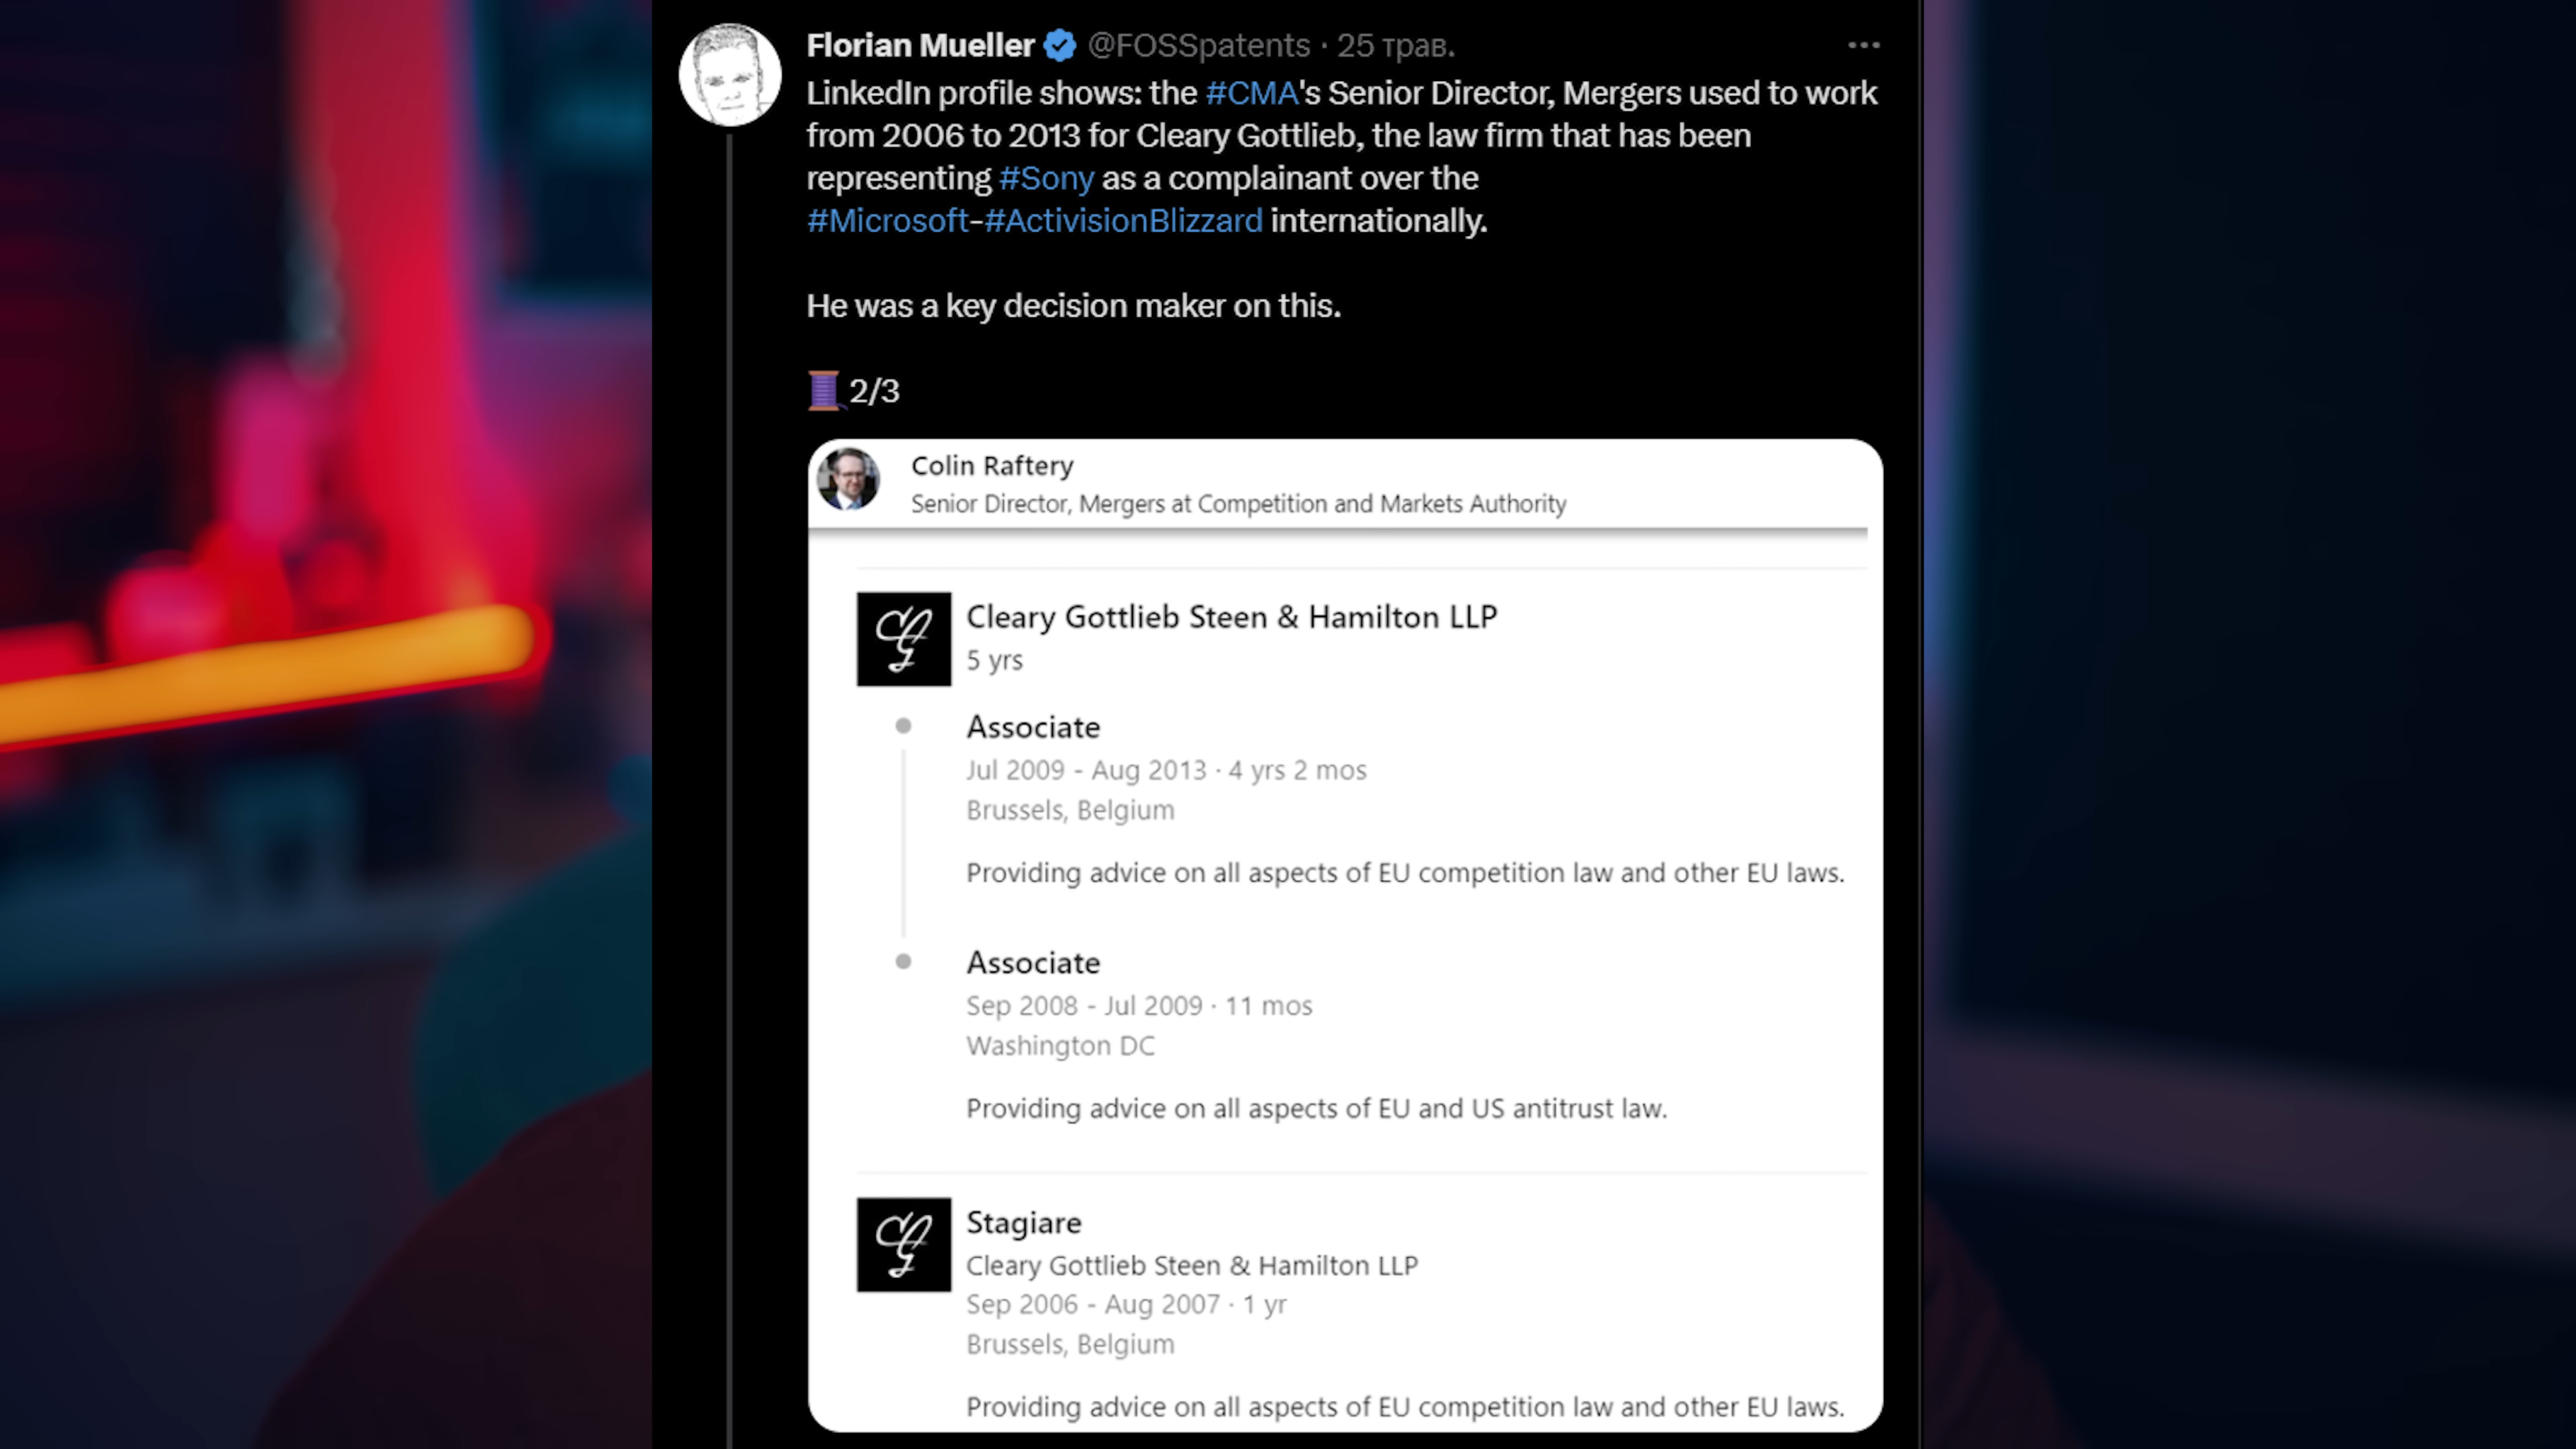 Florian Mueller @FOSSpatents · 25 трав.
LinkedIn profile shows: the #CMA's Senior Director, Mergers used to work
from 2006 to 2013 for Cleary Gottlieb, the law firm that has been
representing #Sony as a complainant over the
#Microsoft-#ActivisionBlizzard internationally.
He was a key decision maker on this.
🧵2/3
Colin Raftery
Senior Director, Mergers at Competition and Markets Authority
CG
Cleary Gottlieb Steen & Hamilton LLP
5 yrs
Associate
Jul 2009 - Aug 2013 · 4 yrs 2 mos
Brussels, Belgium
Providing advice on all aspects of EU competition law and other EU laws.
Associate
Sep 2008 - Jul 2009 · 11 mos
Washington DC
Providing advice on all aspects of EU and US antitrust law.
CG
Stagiare
Cleary Gottlieb Steen & Hamilton LLP
Sep 2006 - Aug 2007 · 1 yr
Brussels, Belgium
Providing advice on all aspects of EU competition law and other EU laws.